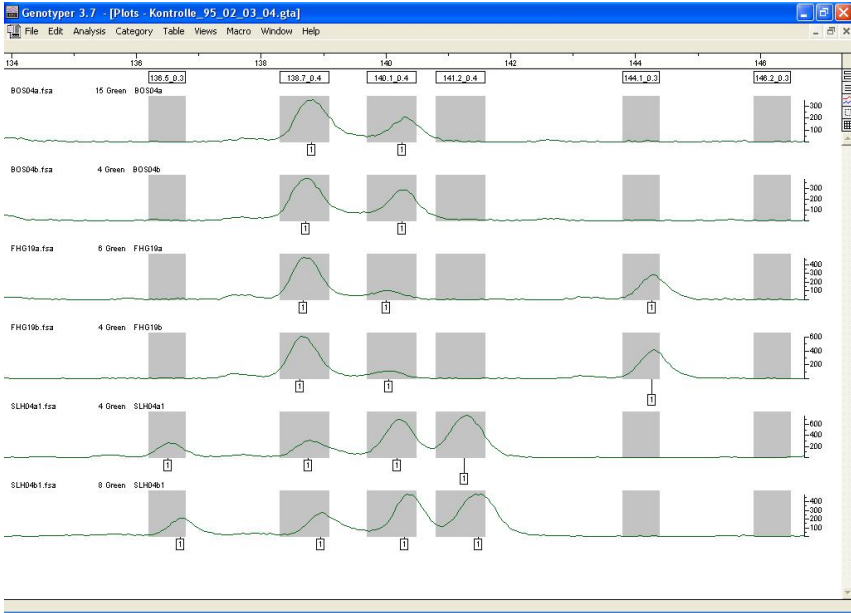 Genotyper 3.7 - [Plots - Kontrolle_95_02_03_04.gta]
File Edit Analysis Category Table Views Macro Window Help
134 136 138 140 142 144 146
136.5_0.3 138.7_0.4 140.1_0.4 141.2_0.4 144.1_0.3 146.2_0.3
BOS04a.fsa 15 Green BOS04a
300
200
100
1 1
BOS04b.fsa 4 Green BOS04b
300
200
100
1 1
FHG19a.fsa 6 Green FHG19a
400
300
200
100
1 1 1
FHG19b.fsa 4 Green FHG19b
600
400
200
1 1 1
SLH04a1.fsa 4 Green SLH04a1
600
400
200
1 1 1 1
SLH04b1.fsa 8 Green SLH04b1
400
300
200
100
1 1 1 1